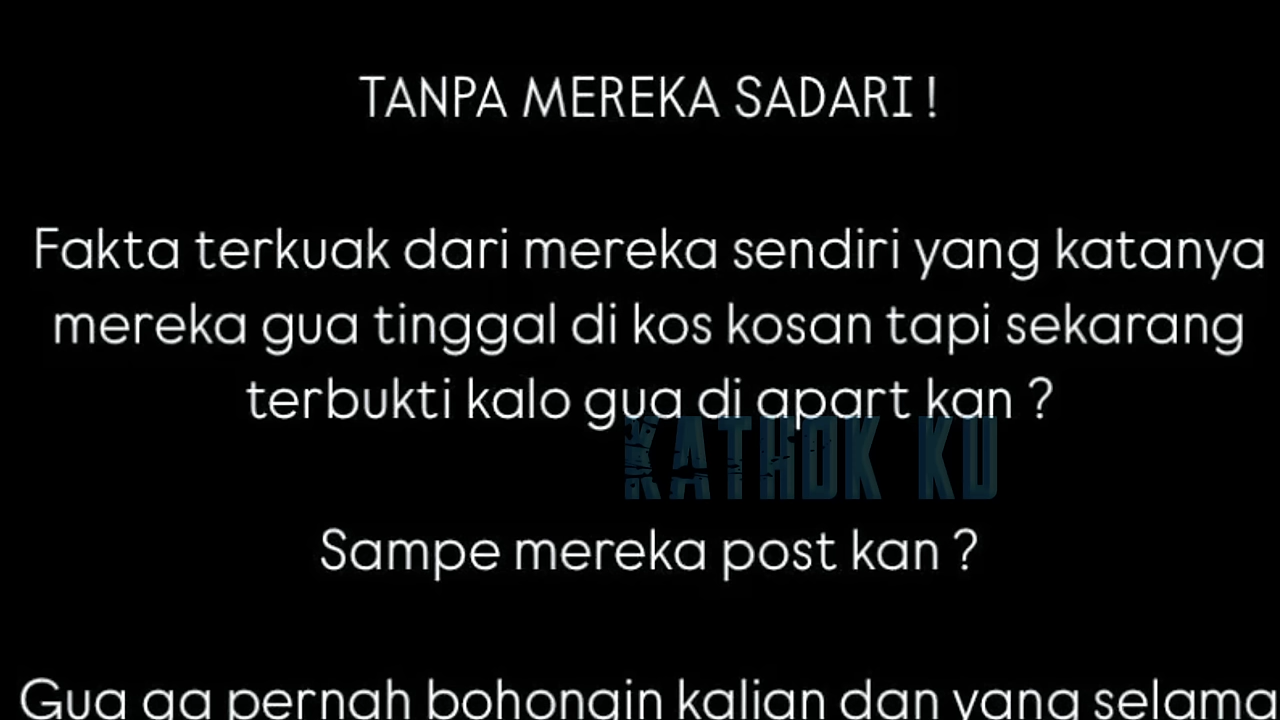 TANPA MEREKA SADARI !
Fakta terkuak dari mereka sendiri yang katanya
mereka gua tinggal di kos kosan tapi sekarang
terbukti kalo gua di apart kan ?
KATHOK KU
Sampe mereka post kan ?
Gua ga pernah bohongin kalian dan yang selama